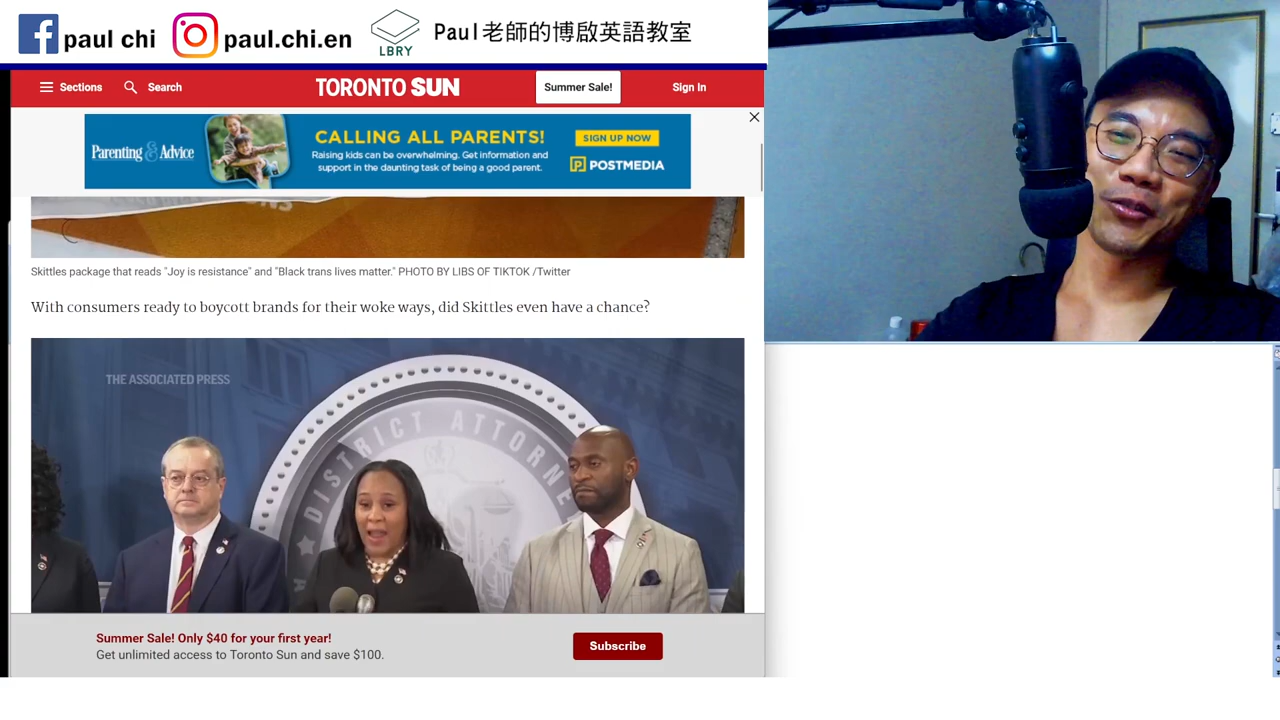 paul chi
paul.chi.en
LBRY
Paul老師的博啟英語教室
Sections
Search
TORONTO SUN
Summer Sale!
Sign In
Parenting & Advice
CALLING ALL PARENTS!
Raising kids can be overwhelming. Get information and
support in the daunting task of being a good parent.
SIGN UP NOW
POSTMEDIA
Skittles package that reads "Joy is resistance" and "Black trans lives matter." PHOTO BY LIBS OF TIKTOK /Twitter
With consumers ready to boycott brands for their woke ways, did Skittles even have a chance?
THE ASSOCIATED PRESS
DISTRICT ATTORNE
Summer Sale! Only $40 for your first year!
Get unlimited access to Toronto Sun and save $100.
Subscribe